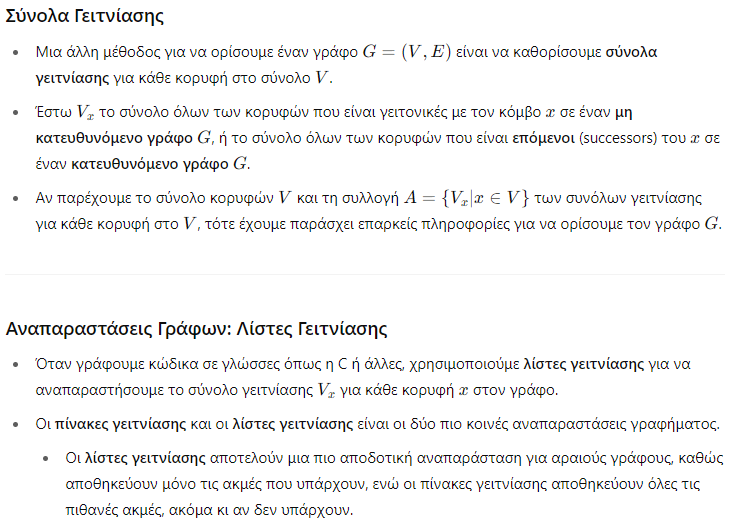 Σύνολα Γειτνίασης
• Μια άλλη μέθοδος για να ορίσουμε έναν γράφο G = (V, E) είναι να καθορίσουμε σύνολα
γειτνίασης για κάθε κορυφή στο σύνολο V.
• Έστω Vₓ το σύνολο όλων των κορυφών που είναι γειτονικές με τον κόμβο x σε έναν μη
κατευθυνόμενο γράφο G, ή το σύνολο όλων των κορυφών που είναι επόμενοι (successors) του x σε
έναν κατευθυνόμενο γράφο G.
• Αν παρέχουμε το σύνολο κορυφών V και τη συλλογή A = {Vₓ|x ∈ V} των συνόλων γειτνίασης
για κάθε κορυφή στο V, τότε έχουμε παράσχει επαρκείς πληροφορίες για να ορίσουμε τον γράφο G.
Αναπαραστάσεις Γράφων: Λίστες Γειτνίασης
• Όταν γράφουμε κώδικα σε γλώσσες όπως η C ή άλλες, χρησιμοποιούμε λίστες γειτνίασης για να
αναπαραστήσουμε το σύνολο γειτνίασης Vₓ για κάθε κορυφή x στον γράφο.
• Οι πίνακες γειτνίασης και οι λίστες γειτνίασης είναι οι δύο πιο κοινές αναπαραστάσεις γραφήματος.
• Οι λίστες γειτνίασης αποτελούν μια πιο αποδοτική αναπαράσταση για αραιούς γράφους, καθώς
αποθηκεύουν μόνο τις ακμές που υπάρχουν, ενώ οι πίνακες γειτνίασης αποθηκεύουν όλες τις
πιθανές ακμές, ακόμα κι αν δεν υπάρχουν.